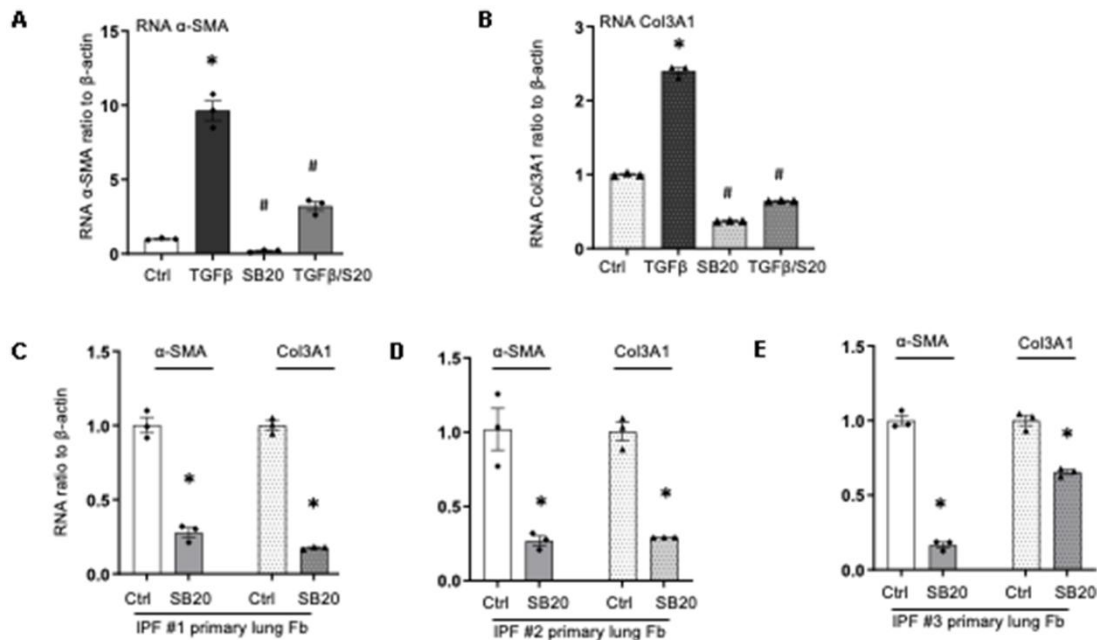 A
RNA α-SMA
RNA α-SMA ratio to β-actin
15
10
5
0
*
#
#
Ctrl TGFβ SB20 TGFβ/S20
B
RNA Col3A1
RNA Col3A1 ratio to β-actin
3
2
1
0
*
#
#
Ctrl TGFβ SB20 TGFβ/S20
C
α-SMA Col3A1
RNA ratio to β-actin
1.5
1.0
0.5
0.0
*
*
Ctrl SB20 Ctrl SB20
IPF #1 primary lung Fb
D
α-SMA Col3A1
1.5
1.0
0.5
0.0
*
*
Ctrl SB20 Ctrl SB20
IPF #2 primary lung Fb
E
α-SMA Col3A1
1.5
1.0
0.5
0.0
*
*
Ctrl SB20 Ctrl SB20
IPF #3 primary lung Fb